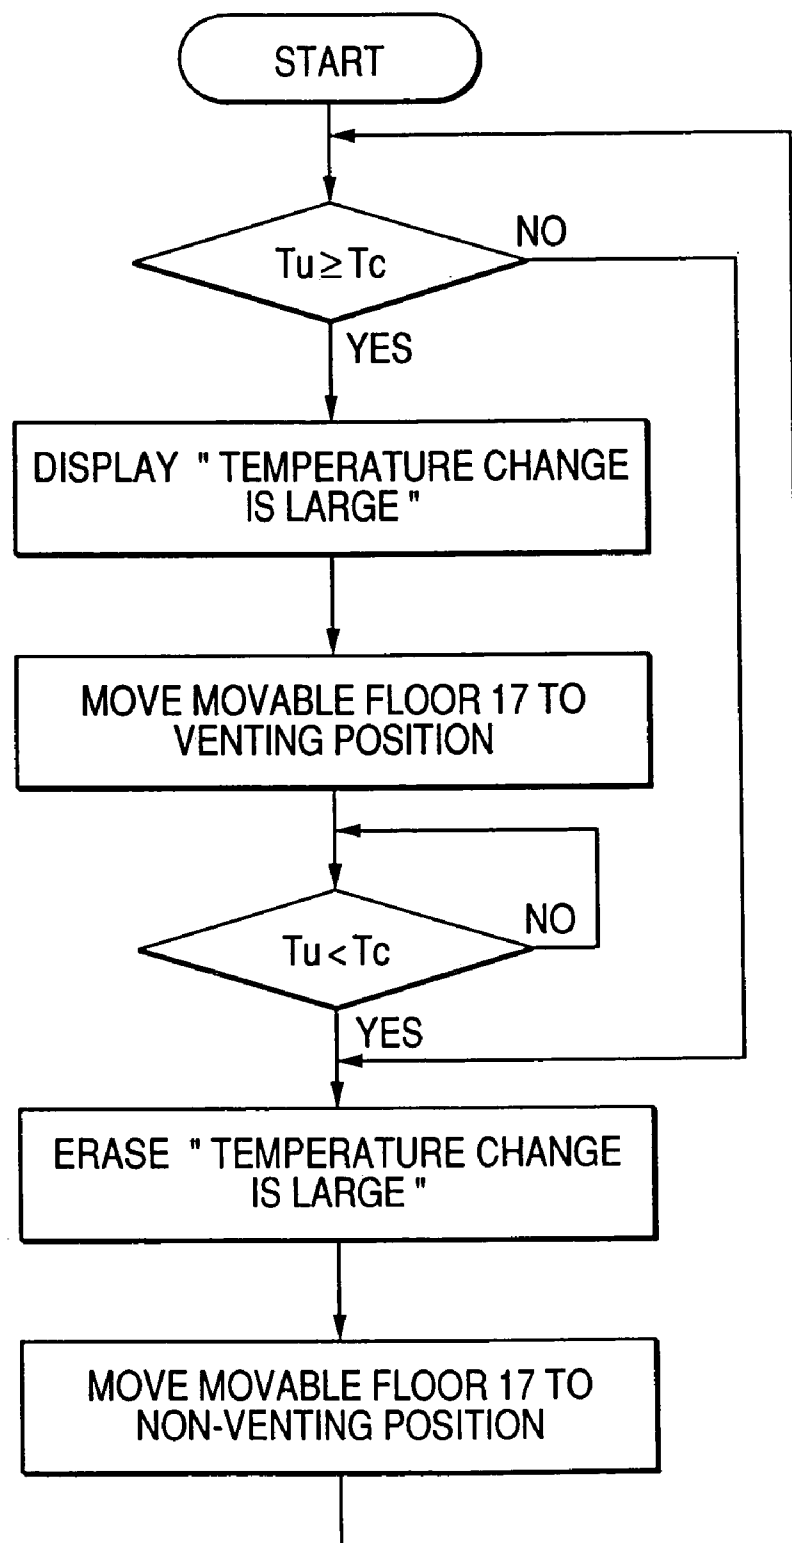 START
Tu≥Tc
NO
YES
DISPLAY " TEMPERATURE CHANGE
IS LARGE "
MOVE MOVABLE FLOOR 17 TO
VENTING POSITION
Tu<Tc
NO
YES
ERASE " TEMPERATURE CHANGE
IS LARGE "
MOVE MOVABLE FLOOR 17 TO
NON-VENTING POSITION